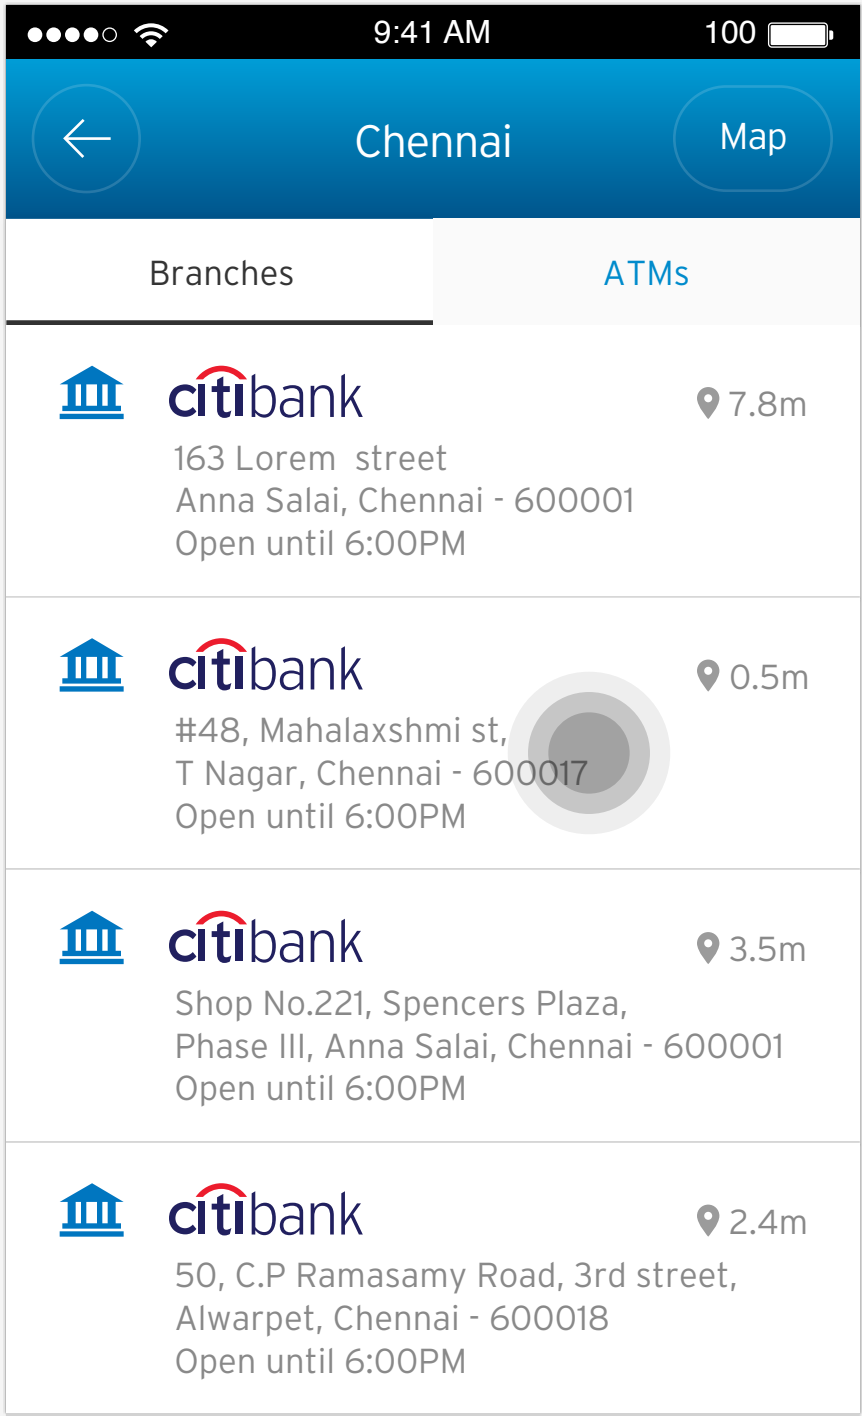 9:41 AM 100
Chennai Map
Branches ATMs
citibank 7.8m
163 Lorem street
Anna Salai, Chennai - 600001
Open until 6:00PM
citibank 0.5m
#48, Mahalaxshmi st,
T Nagar, Chennai - 600017
Open until 6:00PM
citibank 3.5m
Shop No.221, Spencers Plaza,
Phase III, Anna Salai, Chennai - 600001
Open until 6:00PM
citibank 2.4m
50, C.P Ramasamy Road, 3rd street,
Alwarpet, Chennai - 600018
Open until 6:00PM